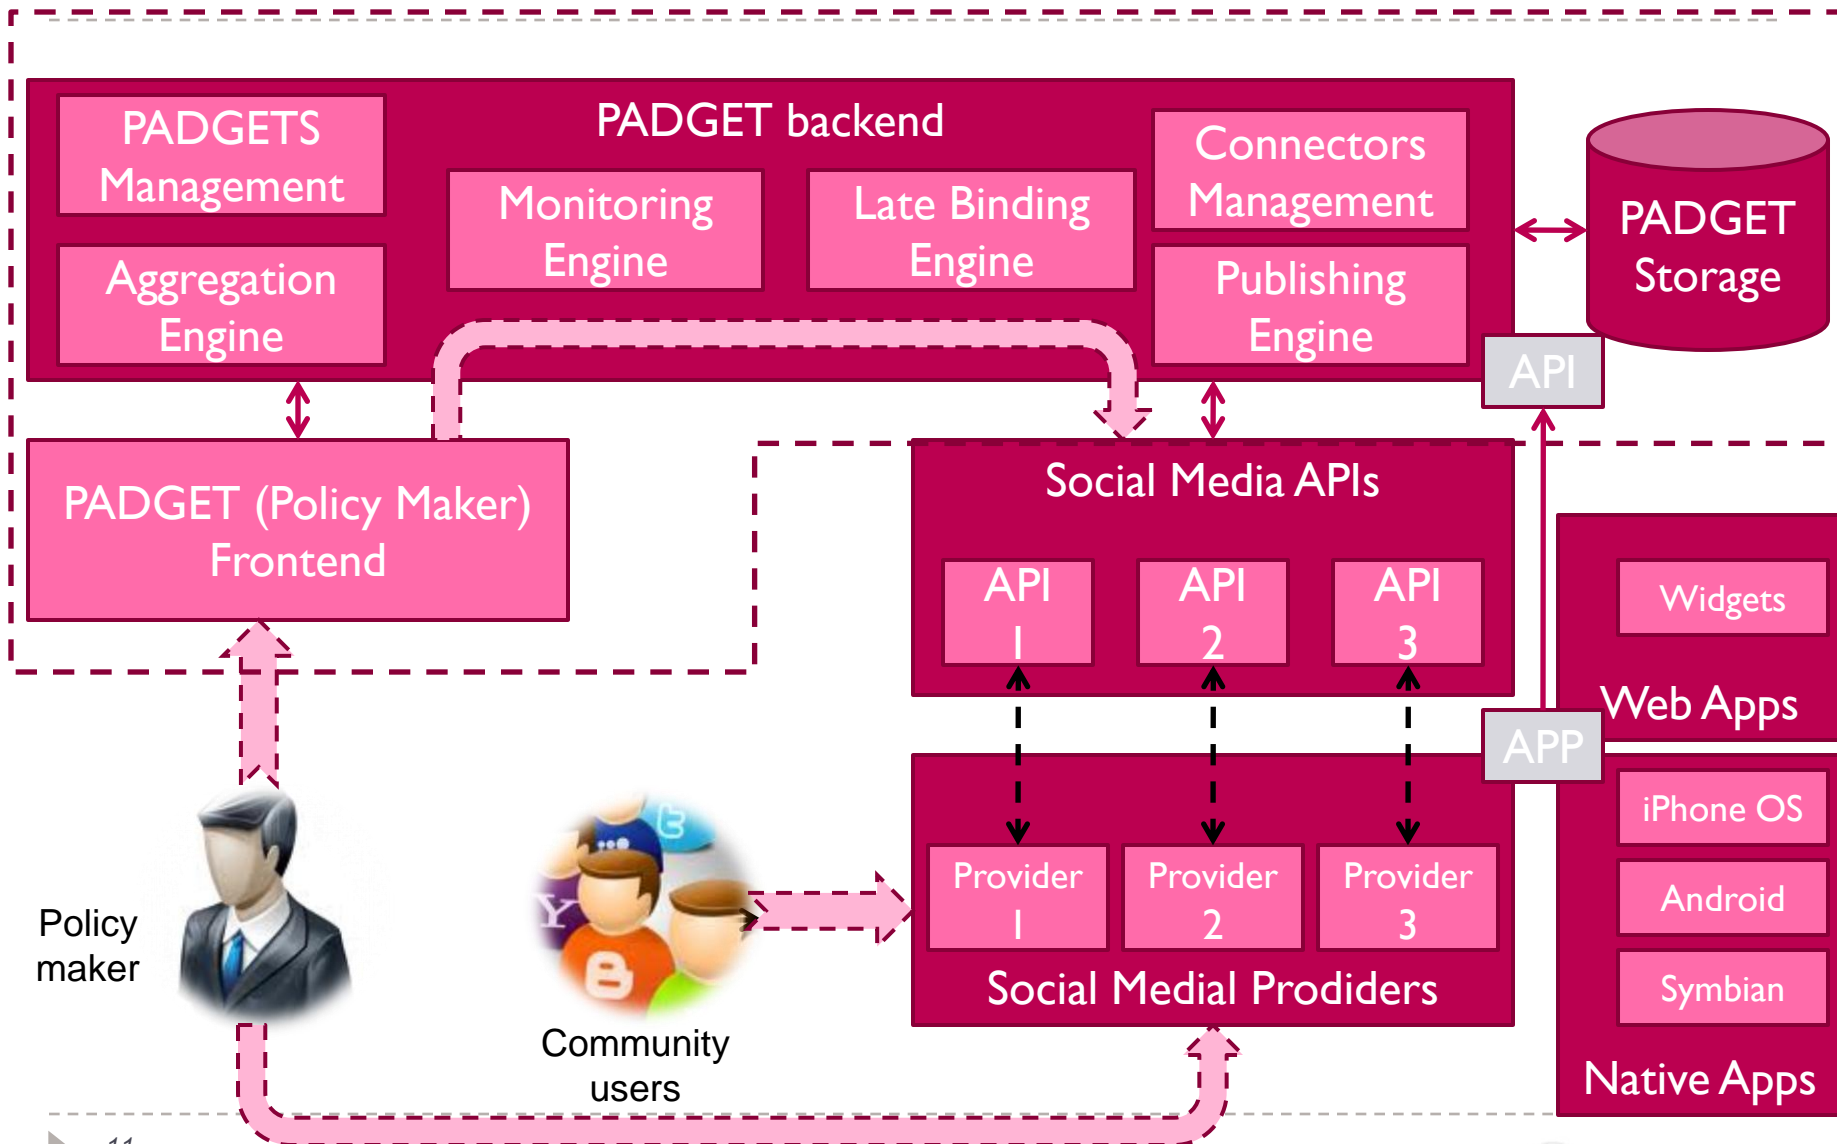 PADGET backend
PADGETS
Management
Aggregation
Engine
Monitoring
Engine
Late Binding
Engine
Connectors
Management
Publishing
Engine
PADGET
Storage
API
PADGET (Policy Maker)
Frontend
Social Media APIs
API
1
API
2
API
3
Widgets
Web Apps
APP
iPhone OS
Android
Symbian
Native Apps
Provider
1
Provider
2
Provider
3
Social Medial Prodiders
Policy
maker
Community
users
11